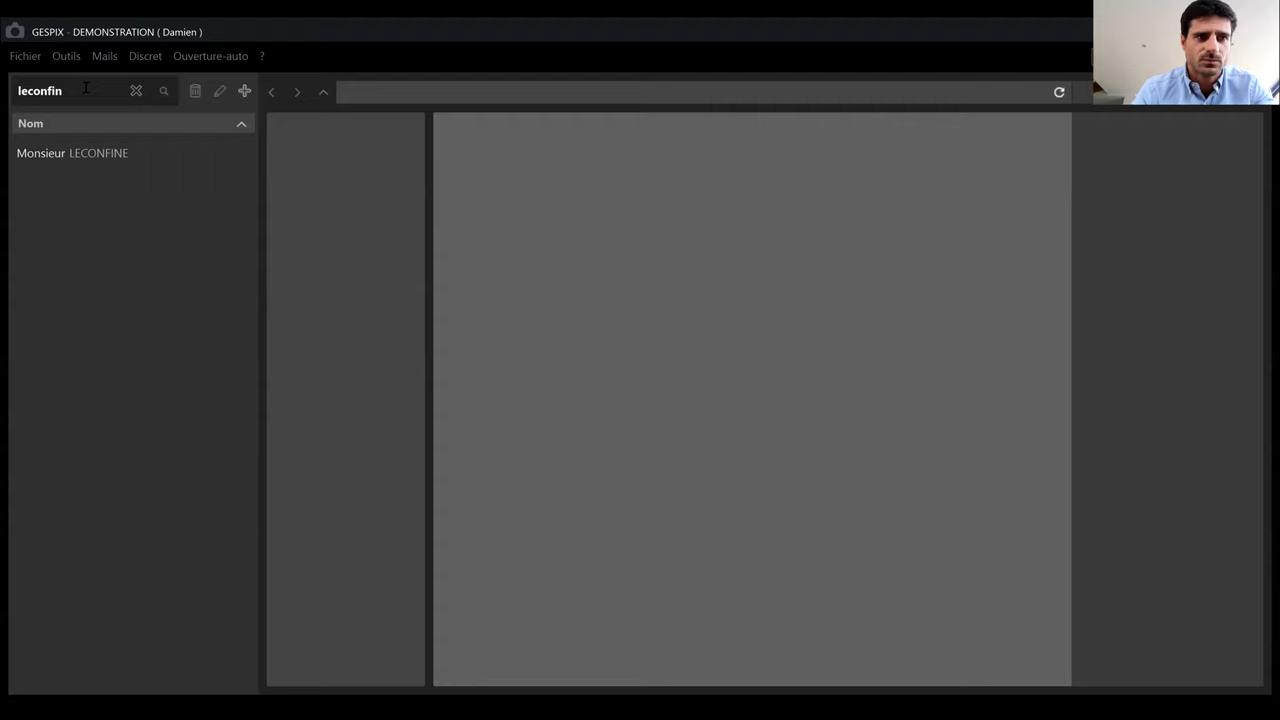 GESPIX - DEMONSTRATION ( Damien )
Fichier Outils Mails Discret Ouverture-auto ?
leconfin
Nom
Monsieur LECONFINE